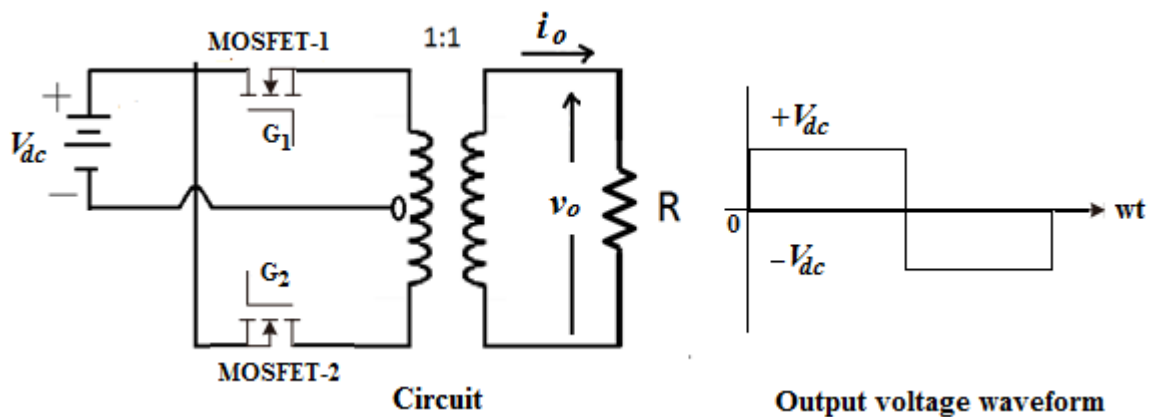 MOSFET-1
1:1
i_o
+
V_dc
−
G_1
v_o
R
G_2
MOSFET-2
Circuit
+V_dc
0
wt
−V_dc
Output voltage waveform